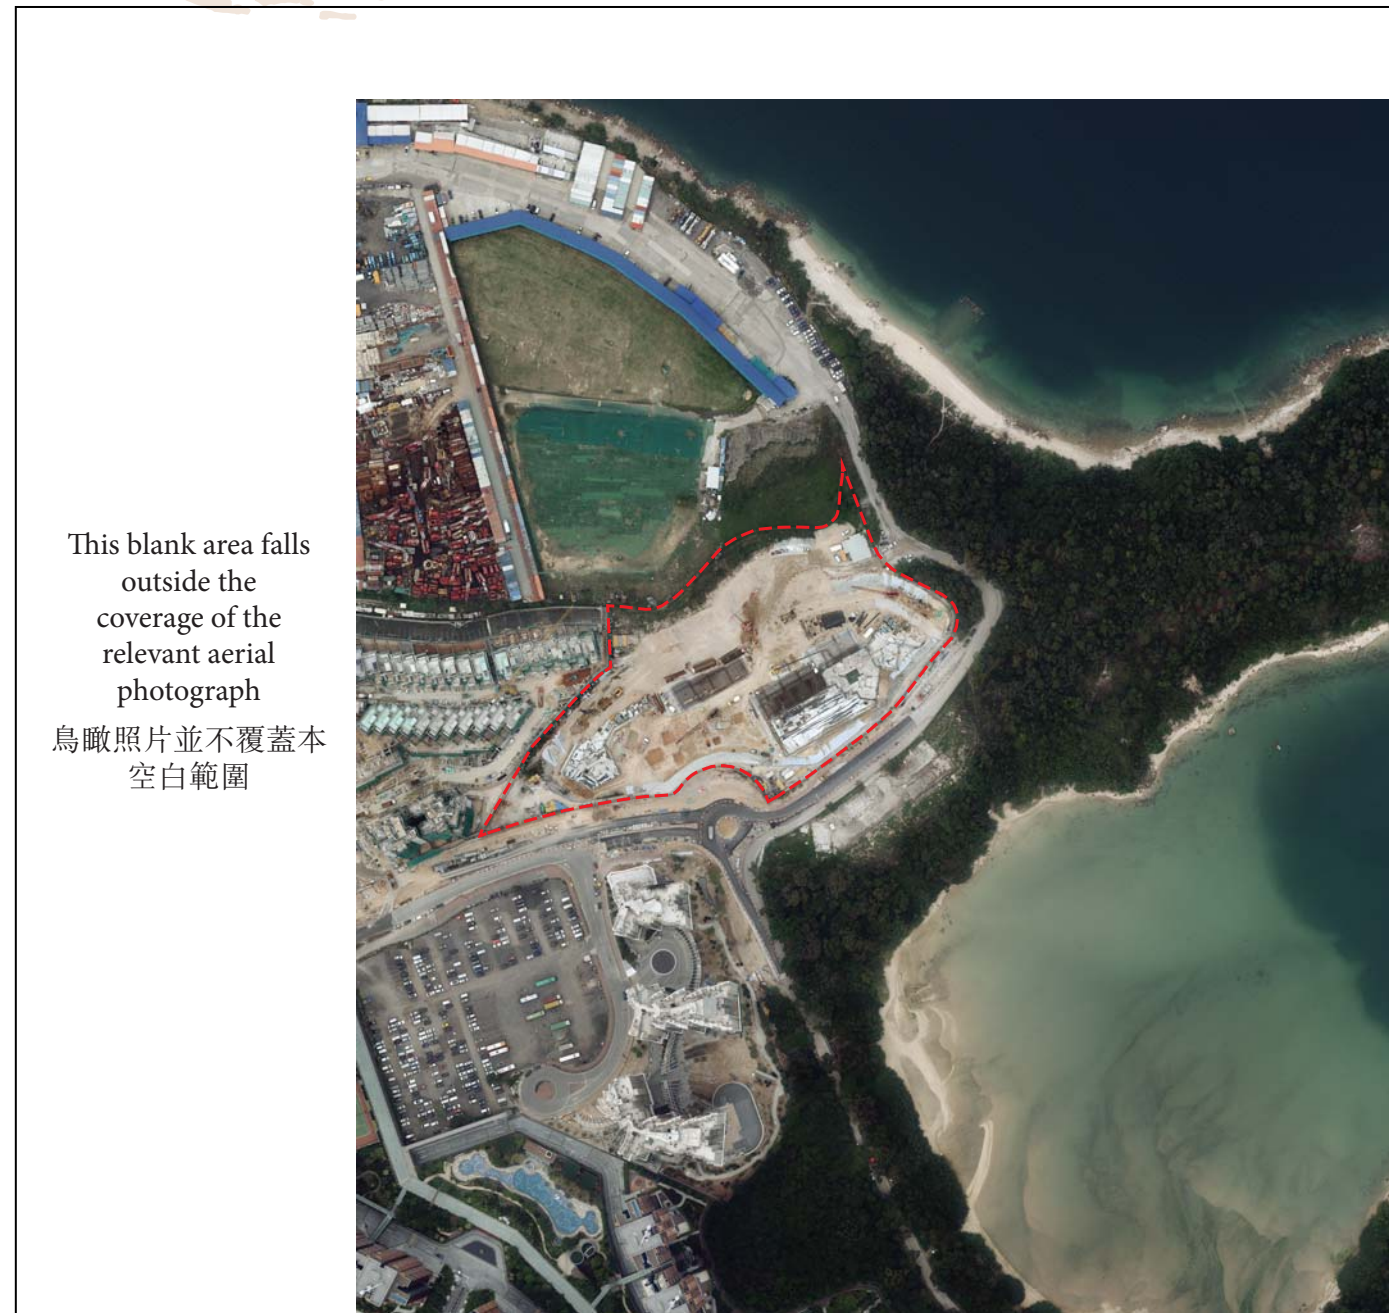 This blank area falls
outside the
coverage of the
relevant aerial
photograph
鳥瞰照片並不覆蓋本
空白範圍